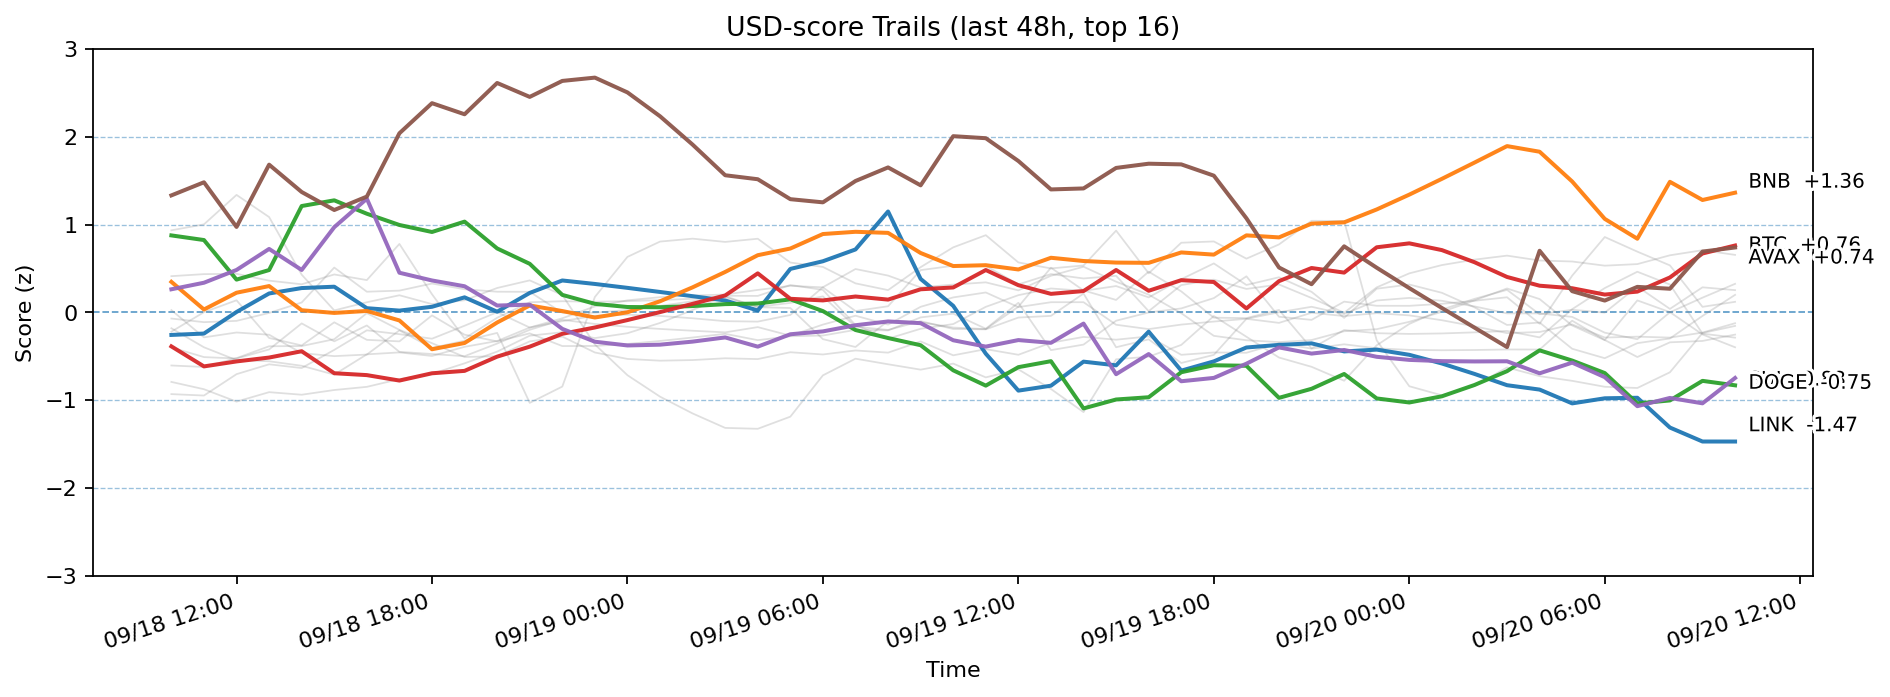 USD-score Trails (last 48h, top 16)
3
2
1
0
−1
−2
−3
Score (z)
BNB +1.36
BTC +0.76
AVAX +0.74
DOGE -0.75
LINK -1.47
09/18 12:00
09/18 18:00
09/19 00:00
09/19 06:00
09/19 12:00
09/19 18:00
09/20 00:00
09/20 06:00
09/20 12:00
Time